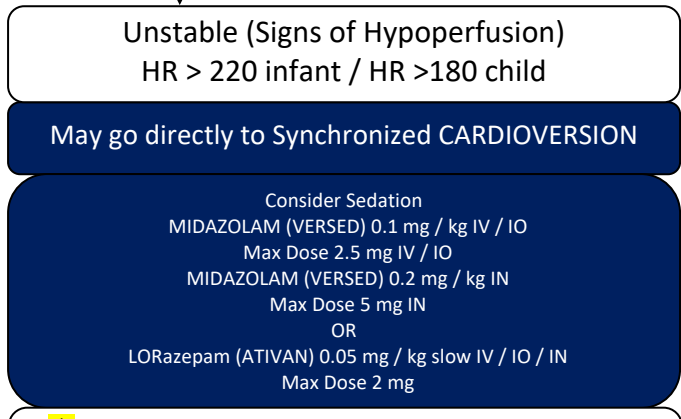 Unstable (Signs of Hypoperfusion)
HR > 220 infant / HR >180 child
May go directly to Synchronized CARDIOVERSION
Consider Sedation
MIDAZOLAM (VERSED) 0.1 mg / kg IV / IO
Max Dose 2.5 mg IV / IO
MIDAZOLAM (VERSED) 0.2 mg / kg IN
Max Dose 5 mg IN
OR
LORazepam (ATIVAN) 0.05 mg / kg slow IV / IO / IN
Max Dose 2 mg